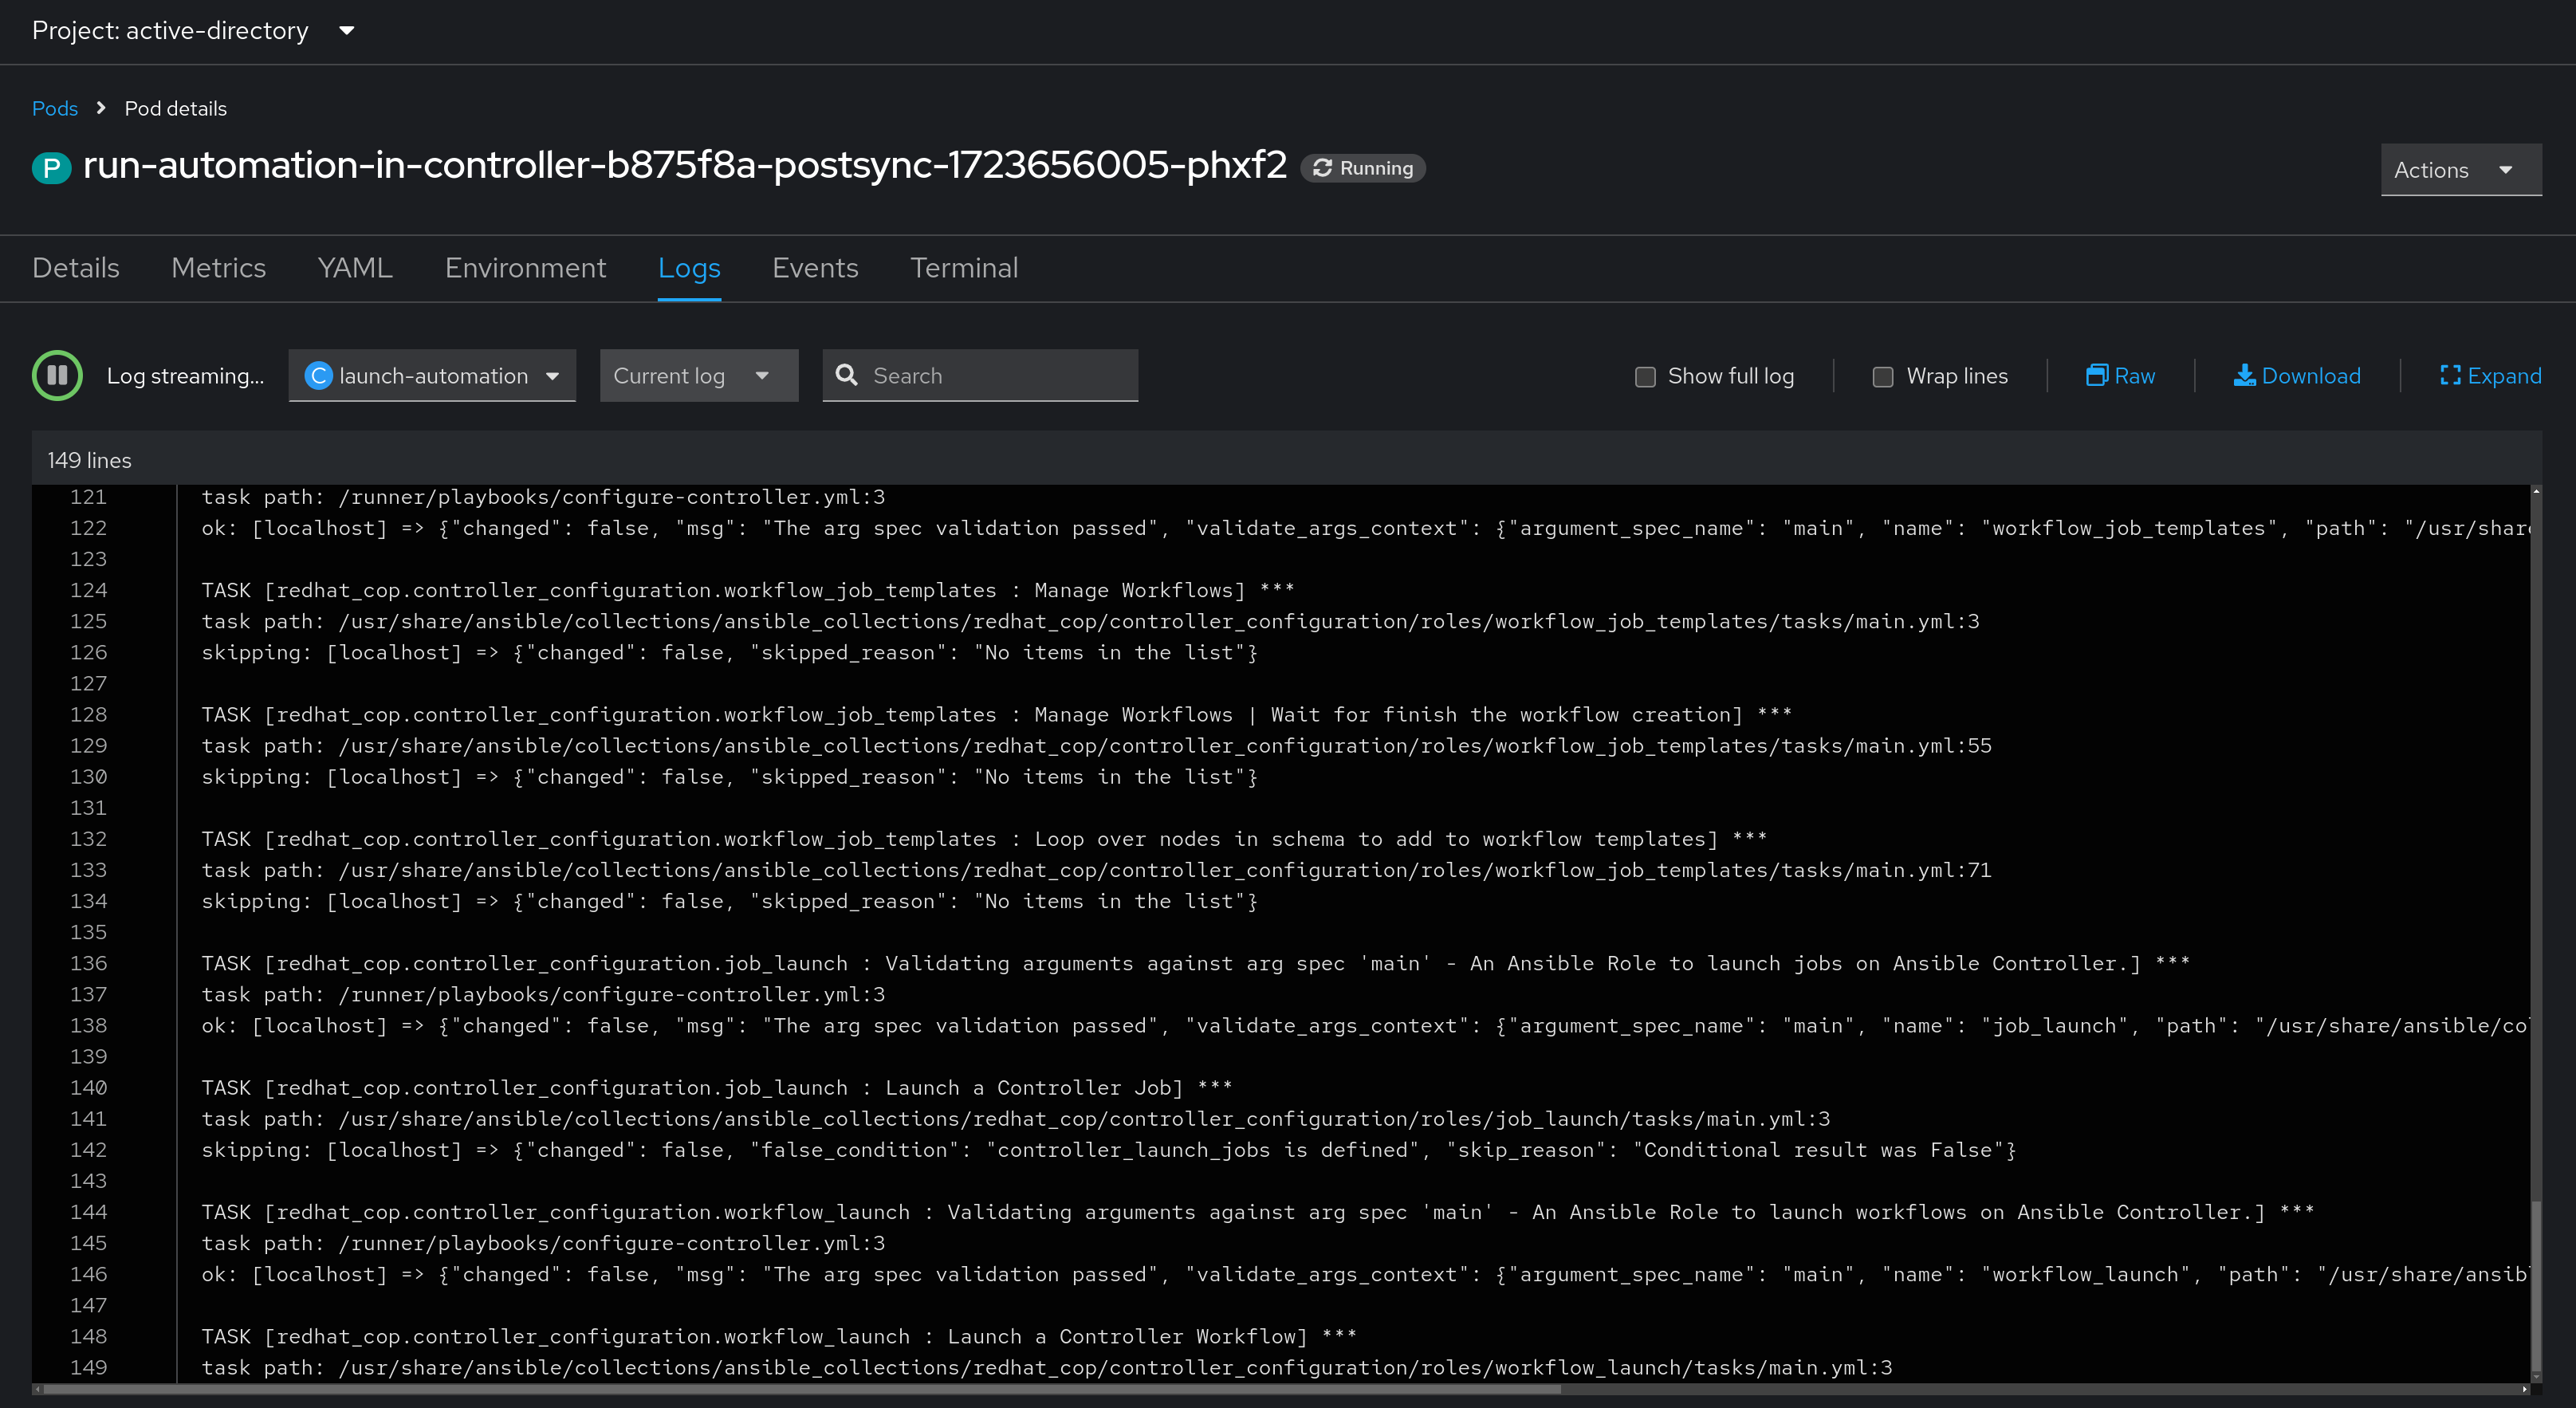 Project: active-directory
Pods > Pod details
P run-automation-in-controller-b875f8a-postsync-1723656005-phxf2 Running
Actions
Details Metrics YAML Environment Logs Events Terminal
Log streaming... C launch-automation Current log Search Show full log Wrap lines Raw Download Expand
149 lines
121 task path: /runner/playbooks/configure-controller.yml:3
122 ok: [localhost] => {"changed": false, "msg": "The arg spec validation passed", "validate_args_context": {"argument_spec_name": "main", "name": "workflow_job_templates", "path": "/usr/share
123
124 TASK [redhat_cop.controller_configuration.workflow_job_templates : Manage Workflows] ***
125 task path: /usr/share/ansible/collections/ansible_collections/redhat_cop/controller_configuration/roles/workflow_job_templates/tasks/main.yml:3
126 skipping: [localhost] => {"changed": false, "skipped_reason": "No items in the list"}
127
128 TASK [redhat_cop.controller_configuration.workflow_job_templates : Manage Workflows | Wait for finish the workflow creation] ***
129 task path: /usr/share/ansible/collections/ansible_collections/redhat_cop/controller_configuration/roles/workflow_job_templates/tasks/main.yml:55
130 skipping: [localhost] => {"changed": false, "skipped_reason": "No items in the list"}
131
132 TASK [redhat_cop.controller_configuration.workflow_job_templates : Loop over nodes in schema to add to workflow templates] ***
133 task path: /usr/share/ansible/collections/ansible_collections/redhat_cop/controller_configuration/roles/workflow_job_templates/tasks/main.yml:71
134 skipping: [localhost] => {"changed": false, "skipped_reason": "No items in the list"}
135
136 TASK [redhat_cop.controller_configuration.job_launch : Validating arguments against arg spec 'main' - An Ansible Role to launch jobs on Ansible Controller.] ***
137 task path: /runner/playbooks/configure-controller.yml:3
138 ok: [localhost] => {"changed": false, "msg": "The arg spec validation passed", "validate_args_context": {"argument_spec_name": "main", "name": "job_launch", "path": "/usr/share/ansible/col
139
140 TASK [redhat_cop.controller_configuration.job_launch : Launch a Controller Job] ***
141 task path: /usr/share/ansible/collections/ansible_collections/redhat_cop/controller_configuration/roles/job_launch/tasks/main.yml:3
142 skipping: [localhost] => {"changed": false, "false_condition": "controller_launch_jobs is defined", "skip_reason": "Conditional result was False"}
143
144 TASK [redhat_cop.controller_configuration.workflow_launch : Validating arguments against arg spec 'main' - An Ansible Role to launch workflows on Ansible Controller.] ***
145 task path: /runner/playbooks/configure-controller.yml:3
146 ok: [localhost] => {"changed": false, "msg": "The arg spec validation passed", "validate_args_context": {"argument_spec_name": "main", "name": "workflow_launch", "path": "/usr/share/ansibl
147
148 TASK [redhat_cop.controller_configuration.workflow_launch : Launch a Controller Workflow] ***
149 task path: /usr/share/ansible/collections/ansible_collections/redhat_cop/controller_configuration/roles/workflow_launch/tasks/main.yml:3